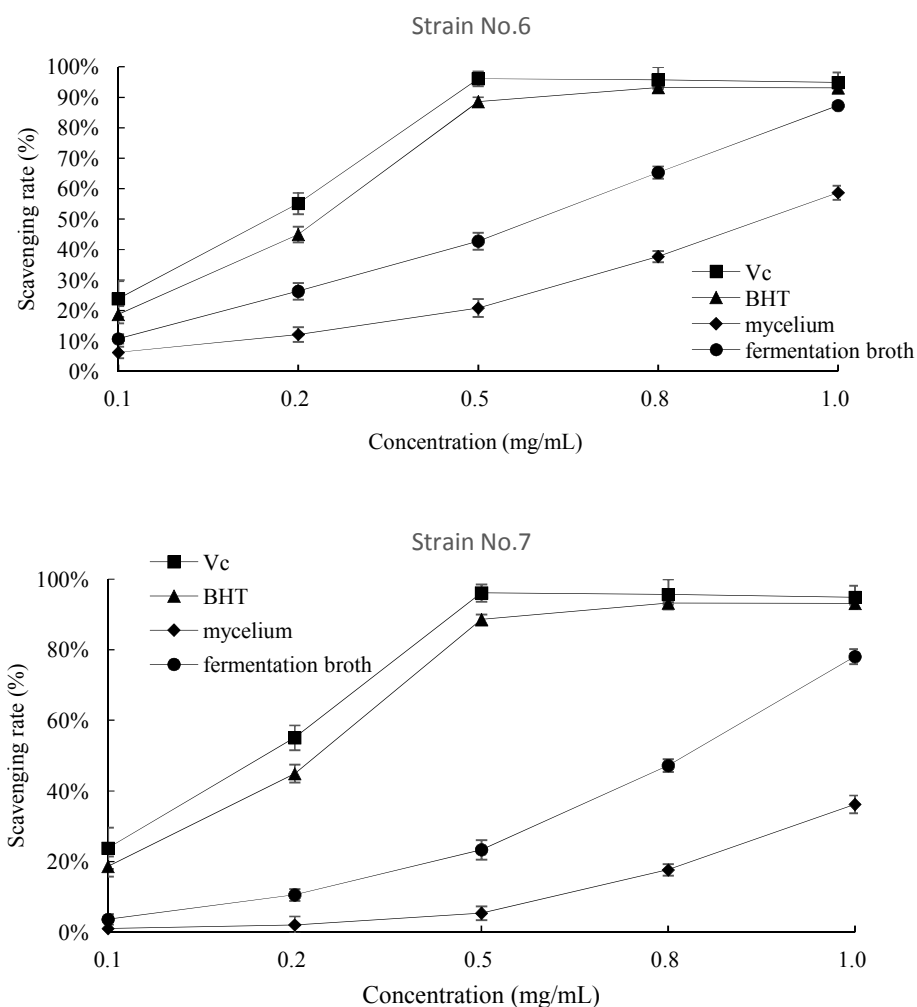 Strain No.6
Scavenging rate (%)
100%
90%
80%
70%
60%
50%
40%
30%
20%
10%
0%
Vc
BHT
mycelium
fermentation broth
0.1 0.2 0.5 0.8 1.0
Concentration (mg/mL)
Strain No.7
Vc
BHT
mycelium
fermentation broth
Scavenging rate (%)
100%
80%
60%
40%
20%
0%
0.1 0.2 0.5 0.8 1.0
Concentration (mg/mL)